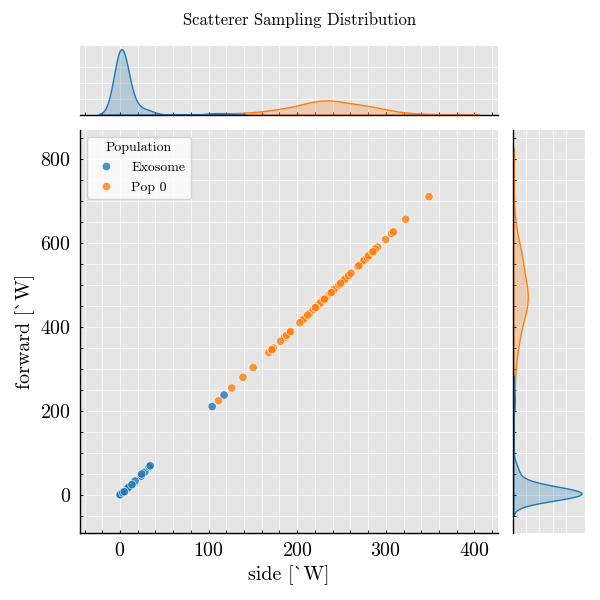 Scatterer Sampling Distribution
Population
Exosome
Pop 0
800
600
400
200
0
forward [`W]
0 100 200 300 400
side [`W]